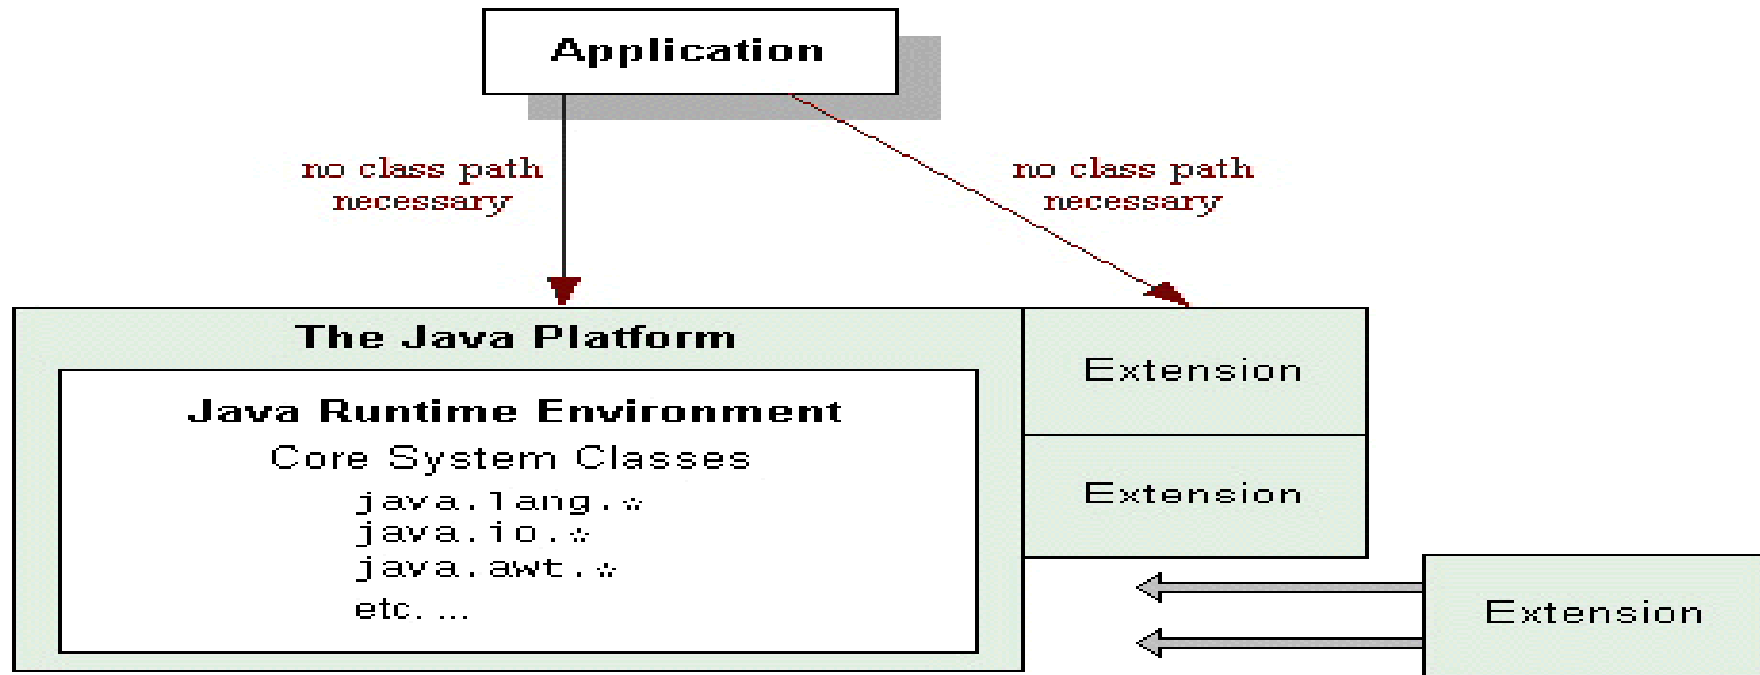 Application
no class path
necessary
no class path
necessary
The Java Platform
Java Runtime Environment
Core System Classes
java.lang.*
java.io.*
java.awt.*
etc. ...
Extension
Extension
Extension